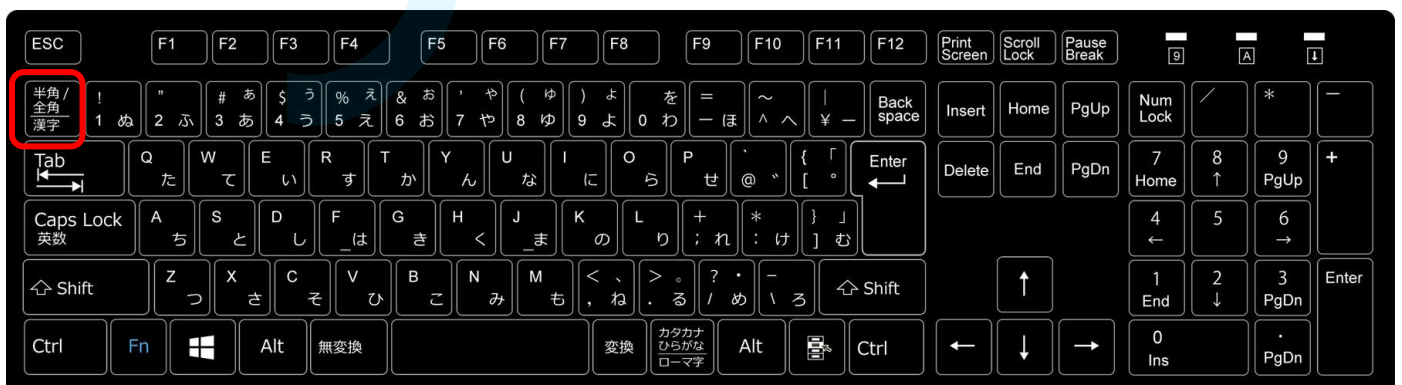 ESC F1 F2 F3 F4 F5 F6 F7 F8 F9 F10 F11 F12 Print Screen Scroll Lock Pause Break 9 A ↓
半角/全角 漢字 ! 1 ぬ " 2 ふ # あ 3 あ $ う 4 う % え 5 え & お 6 お ' や 7 や ( ゆ 8 ゆ ) よ 9 よ を 0 わ = ー ほ ～ ^ へ | ¥ ー Back space Insert Home PgUp Num Lock / * −
Tab Q た W て E い R す T か Y ん U な I に O ら P せ ` @ ゛ { 「 [ ゜ Enter Delete End PgDn 7 Home 8 ↑ 9 PgUp +
Caps Lock 英数 A ち S と D し F _は G き H く J _ま K の L り + ; れ * : け } 」 ] む 4 ← 5 6 →
Shift Z つ X さ C そ V ひ B こ N み M も < 、 , ね > 。 . る ? ・ / め _ \ ろ Shift ↑ 1 End 2 ↓ 3 PgDn Enter
Ctrl Fn Alt 無変換 変換 カタカナ ひらがな ローマ字 Alt Ctrl ← ↓ → 0 Ins . PgDn